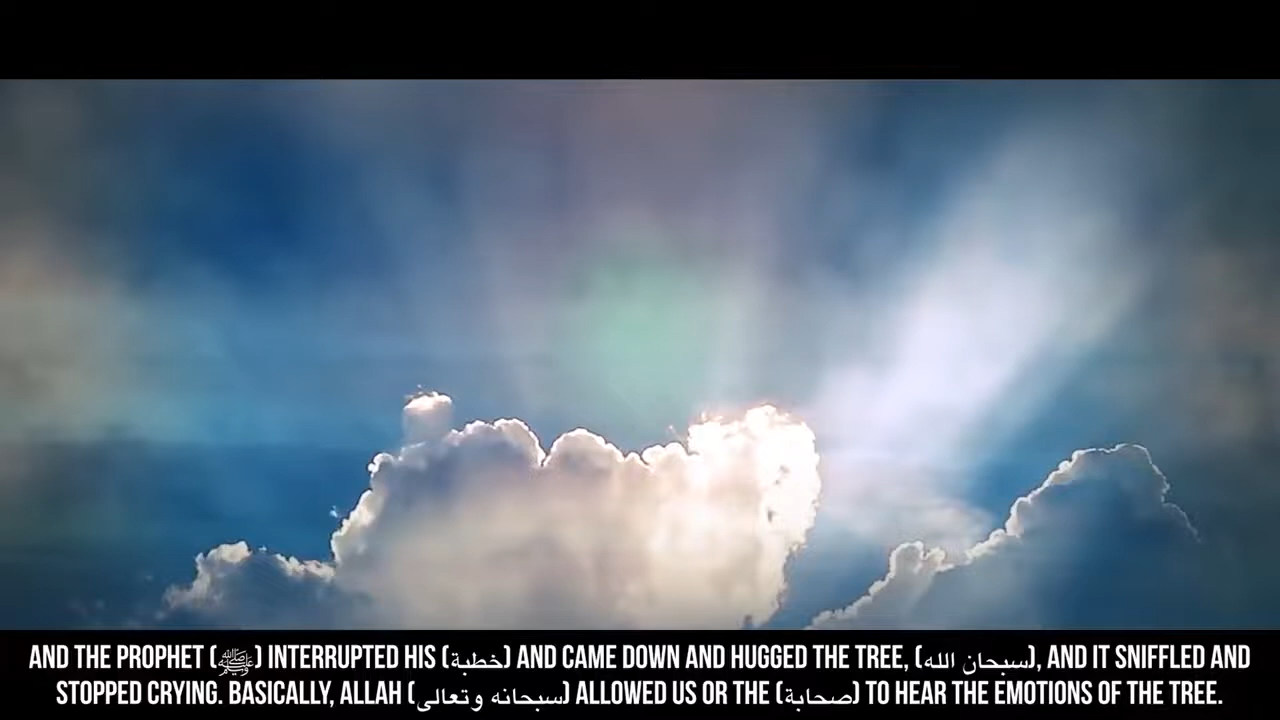 AND THE PROPHET (ﷺ) INTERRUPTED HIS (خطبة) AND CAME DOWN AND HUGGED THE TREE, (سبحان الله), AND IT SNIFFLED AND
STOPPED CRYING. BASICALLY, ALLAH (سبحانه وتعالى) ALLOWED US OR THE (صحابة) TO HEAR THE EMOTIONS OF THE TREE.